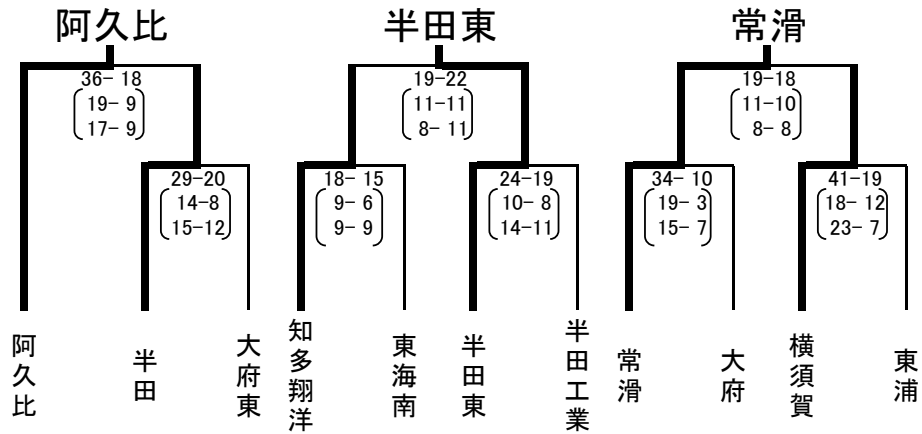 阿久比
半田東
常滑
36- 18
19- 9
17- 9
19-22
11-11
8- 11
19-18
11-10
8- 8
29-20
14-8
15-12
18- 15
9- 6
9- 9
24-19
10- 8
14-11
34- 10
19- 3
15- 7
41-19
18- 12
23- 7
阿久比
半田
大府東
知多翔洋
東海南
半田東
半田工業
常滑
大府
横須賀
東浦